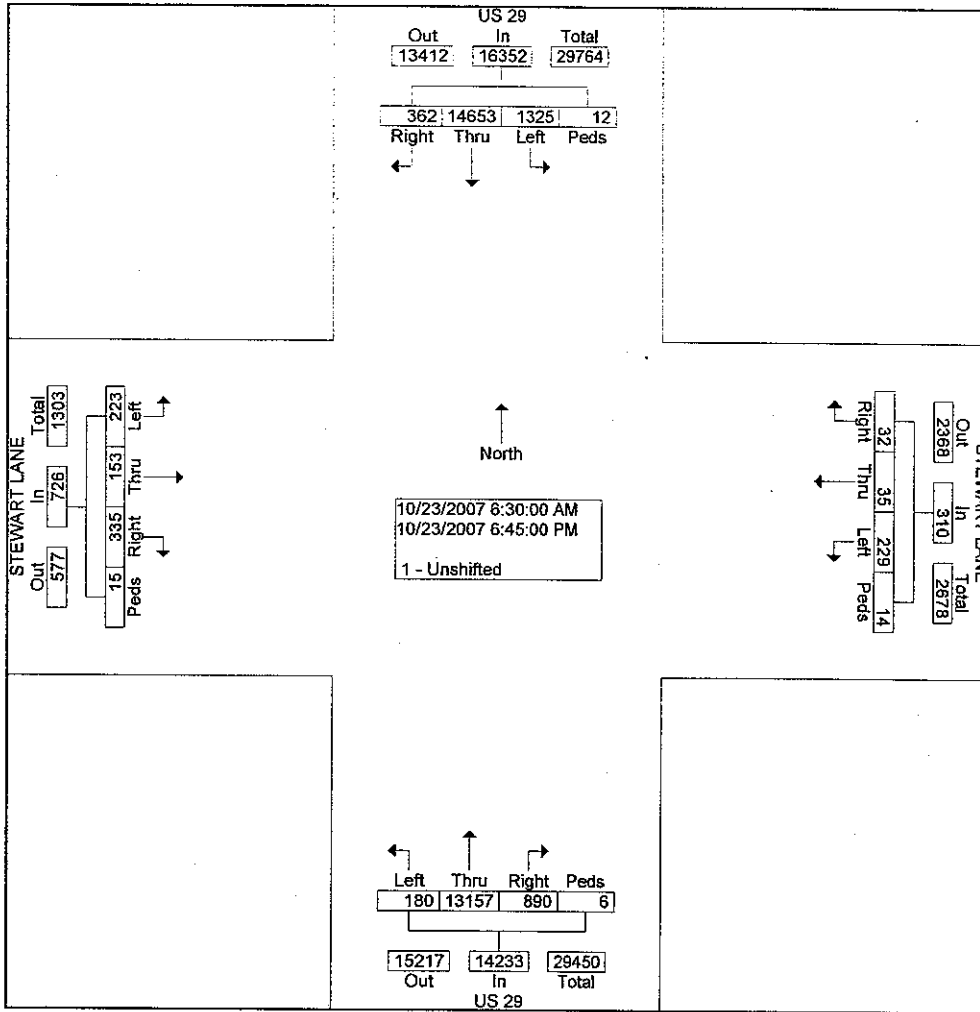 US 29
Out In Total
13412 16352 29764
362 14653 1325 12
Right Thru Left Peds
STEWART LANE
Total In Out
1303 726 577
223 153 335 15
Left Thru Right Peds
North
10/23/2007 6:30:00 AM
10/23/2007 6:45:00 PM
1 - Unshifted
Right Thru Left Peds
32 35 229 14
Out In Total
2368 310 2678
STEWART LANE
Left Thru Right Peds
180 13157 890 6
15217 14233 29450
Out In Total
US 29